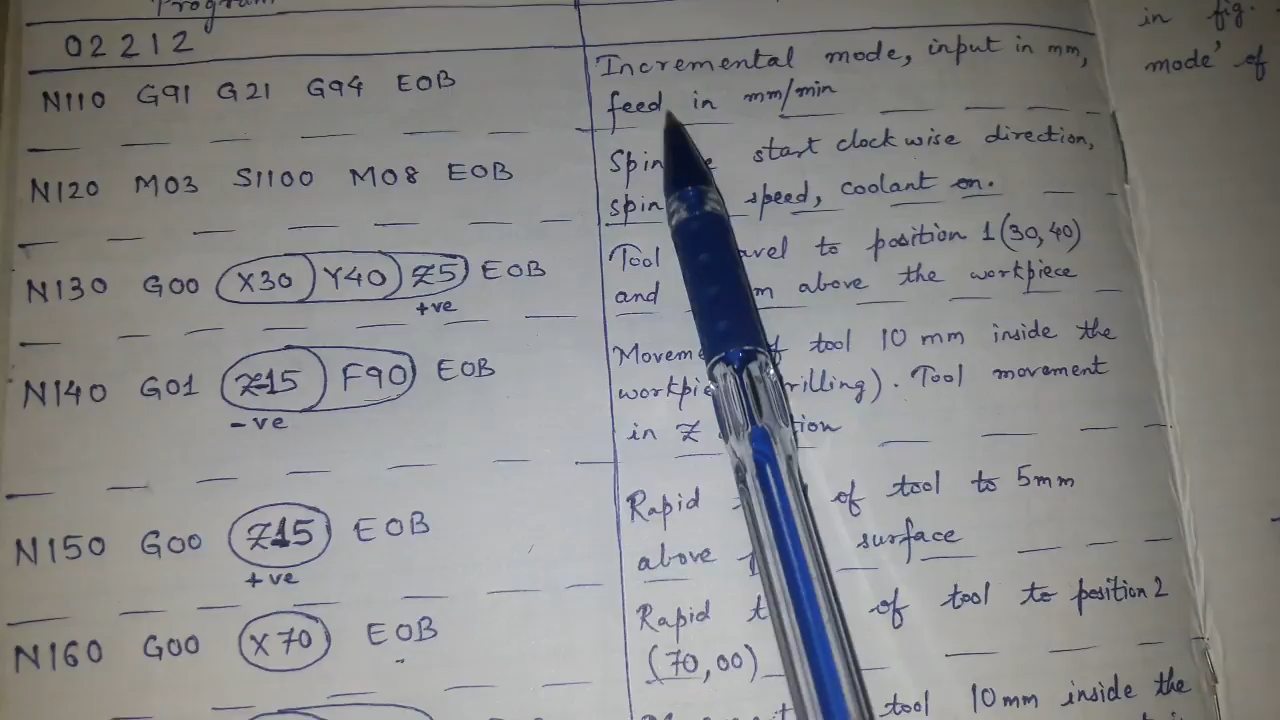 Program
02212
in fig.
mode' of
N110 G91 G21 G94 EOB
Incremental mode, input in mm,
feed in mm/min
N120 M03 S1100 M08 EOB
start clockwise direction,
speed, coolant on.
N130 G00 X30 Y40 Z5 EOB
+ve
Tool to position 1(30,40)
and above the workpiece
N140 G01 Z-15 F90 EOB
-ve
tool 10 mm inside the
Tool movement
in Z
N150 G00 Z15 EOB
+ve
Rapid of tool to 5mm
above surface
N160 G00 X70 EOB
Rapid of tool to position 2
(70,00)
tool 10mm inside the